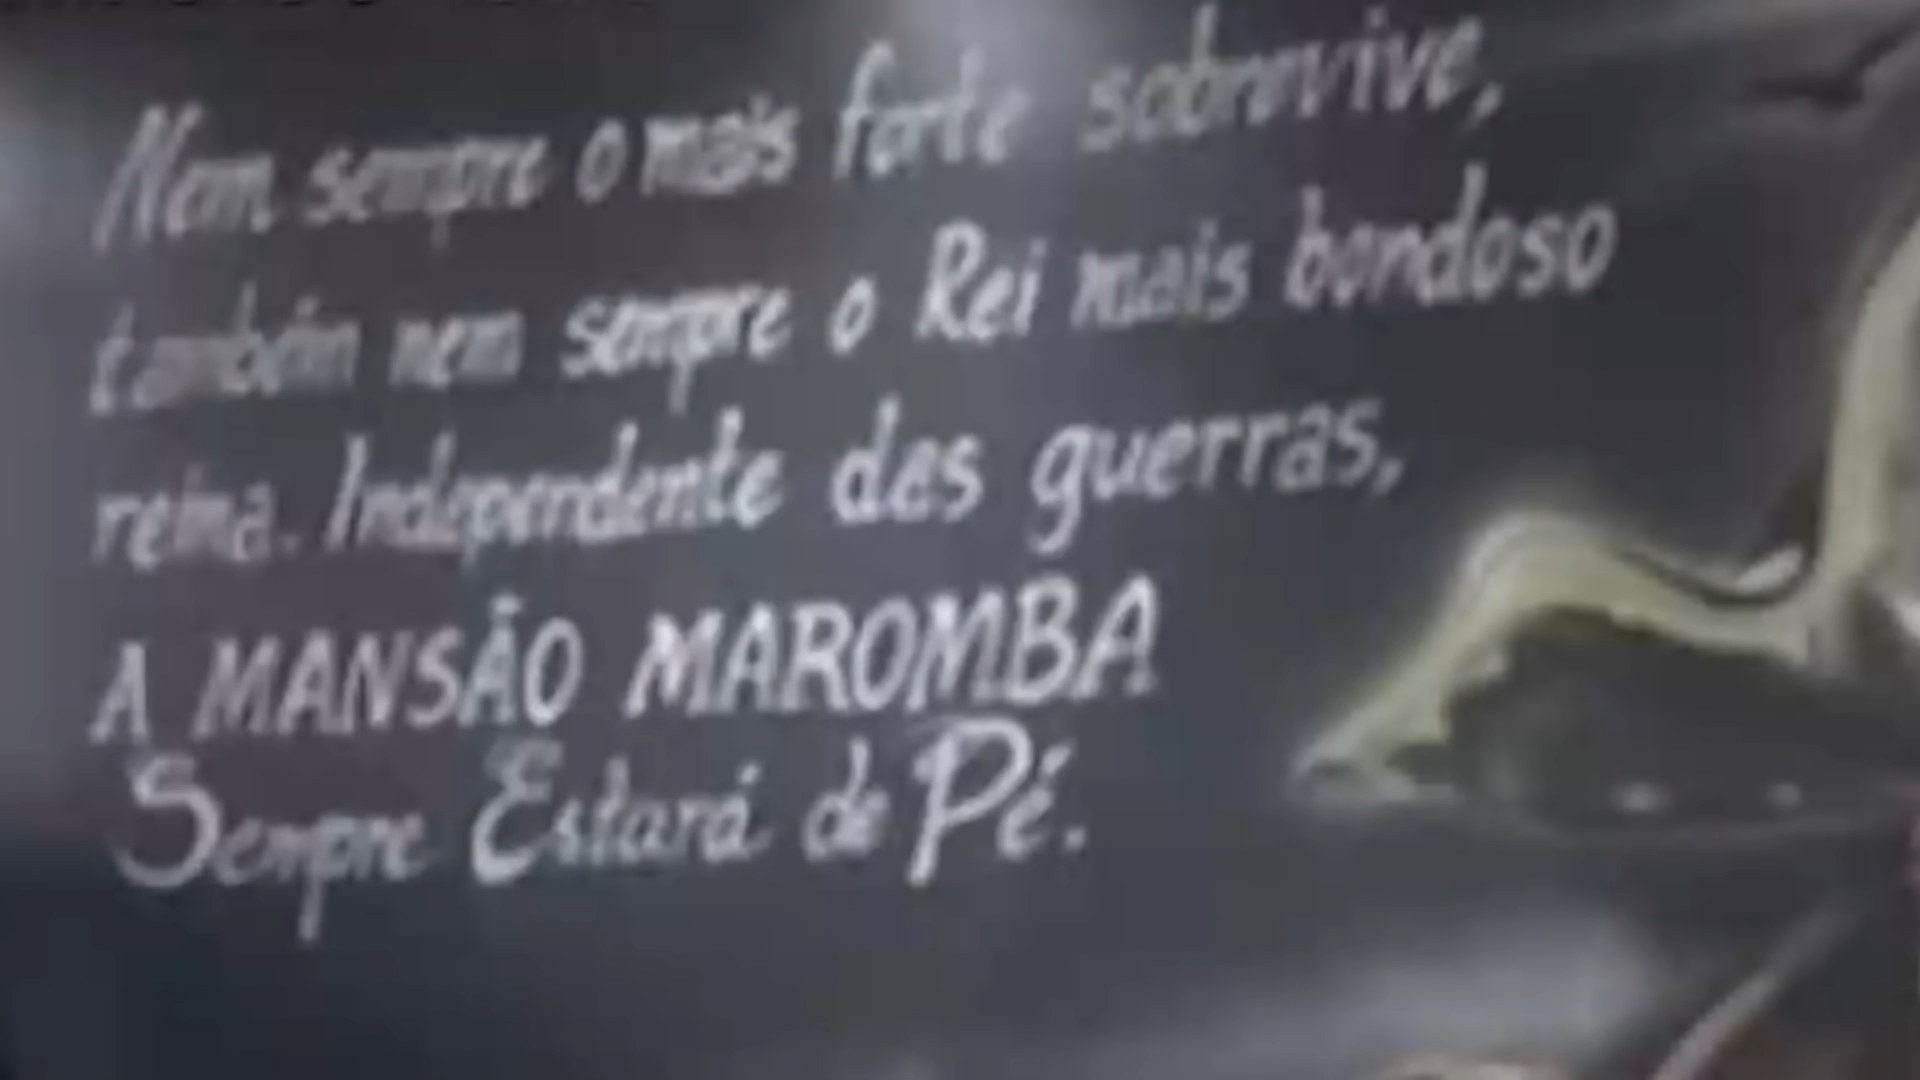 Nem sempre o mais forte sobrevive,
também nem sempre o Rei mais bondoso
reina. Independente das guerras,
A MANSÃO MAROMBA
Sempre Estará de Pé.